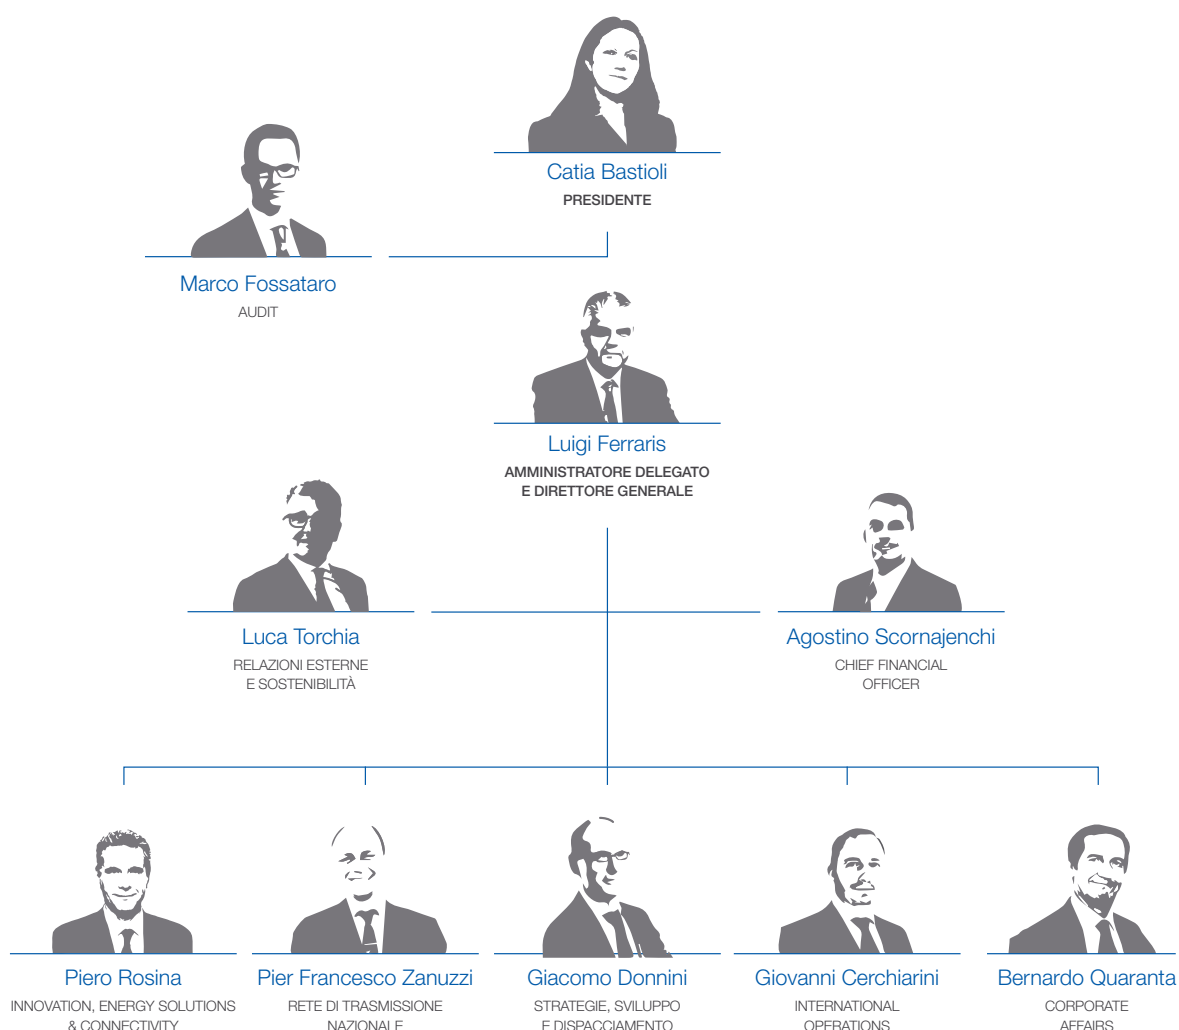 Catia Bastioli
PRESIDENTE
Marco Fossataro
AUDIT
Luigi Ferraris
AMMINISTRATORE DELEGATO
E DIRETTORE GENERALE
Luca Torchia
RELAZIONI ESTERNE
E SOSTENIBILITÀ
Agostino Scornajenchi
CHIEF FINANCIAL
OFFICER
Piero Rosina
INNOVATION, ENERGY SOLUTIONS
& CONNECTIVITY
Pier Francesco Zanuzzi
RETE DI TRASMISSIONE
NAZIONALE
Giacomo Donnini
STRATEGIE, SVILUPPO
E DISPACCIAMENTO
Giovanni Cerchiarini
INTERNATIONAL
OPERATIONS
Bernardo Quaranta
CORPORATE
AFFAIRS